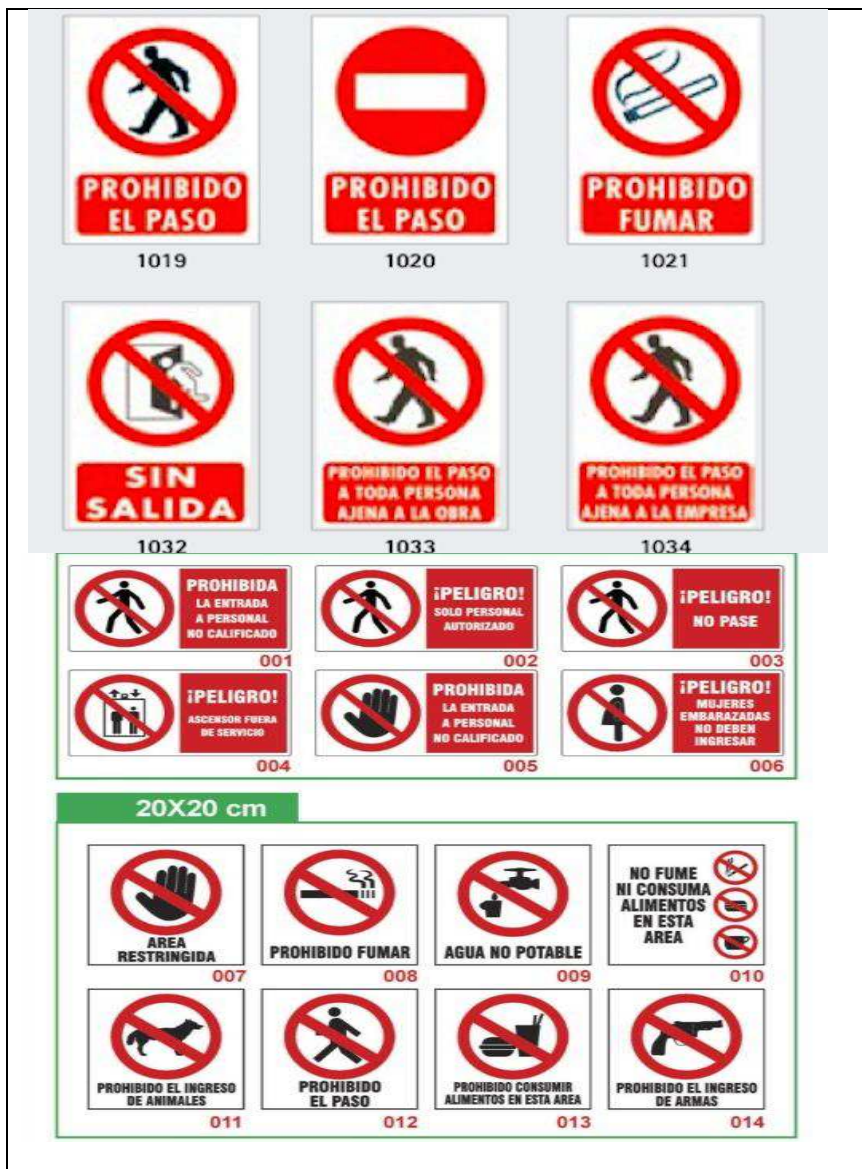 PROHIBIDO
EL PASO
1019
PROHIBIDO
EL PASO
1020
PROHIBIDO
FUMAR
1021
SIN
SALIDA
1032
PROHIBIDO EL PASO
A TODA PERSONA
AJENA A LA OBRA
1033
PROHIBIDO EL PASO
A TODA PERSONA
AJENA A LA EMPRESA
1034
PROHIBIDA
LA ENTRADA
A PERSONAL
NO CALIFICADO
001
¡PELIGRO!
SOLO PERSONAL
AUTORIZADO
002
¡PELIGRO!
NO PASE
003
¡PELIGRO!
ASCENSOR FUERA
DE SERVICIO
004
PROHIBIDA
LA ENTRADA
A PERSONAL
NO CALIFICADO
005
¡PELIGRO!
MUJERES
EMBARAZADAS
NO DEBEN
INGRESAR
006
20X20 cm
AREA
RESTRINGIDA
007
PROHIBIDO FUMAR
008
AGUA NO POTABLE
009
NO FUME
NI CONSUMA
ALIMENTOS
EN ESTA
AREA
010
PROHIBIDO EL INGRESO
DE ANIMALES
011
PROHIBIDO
EL PASO
012
PROHIBIDO CONSUMIR
ALIMENTOS EN ESTA AREA
013
PROHIBIDO EL INGRESO
DE ARMAS
014